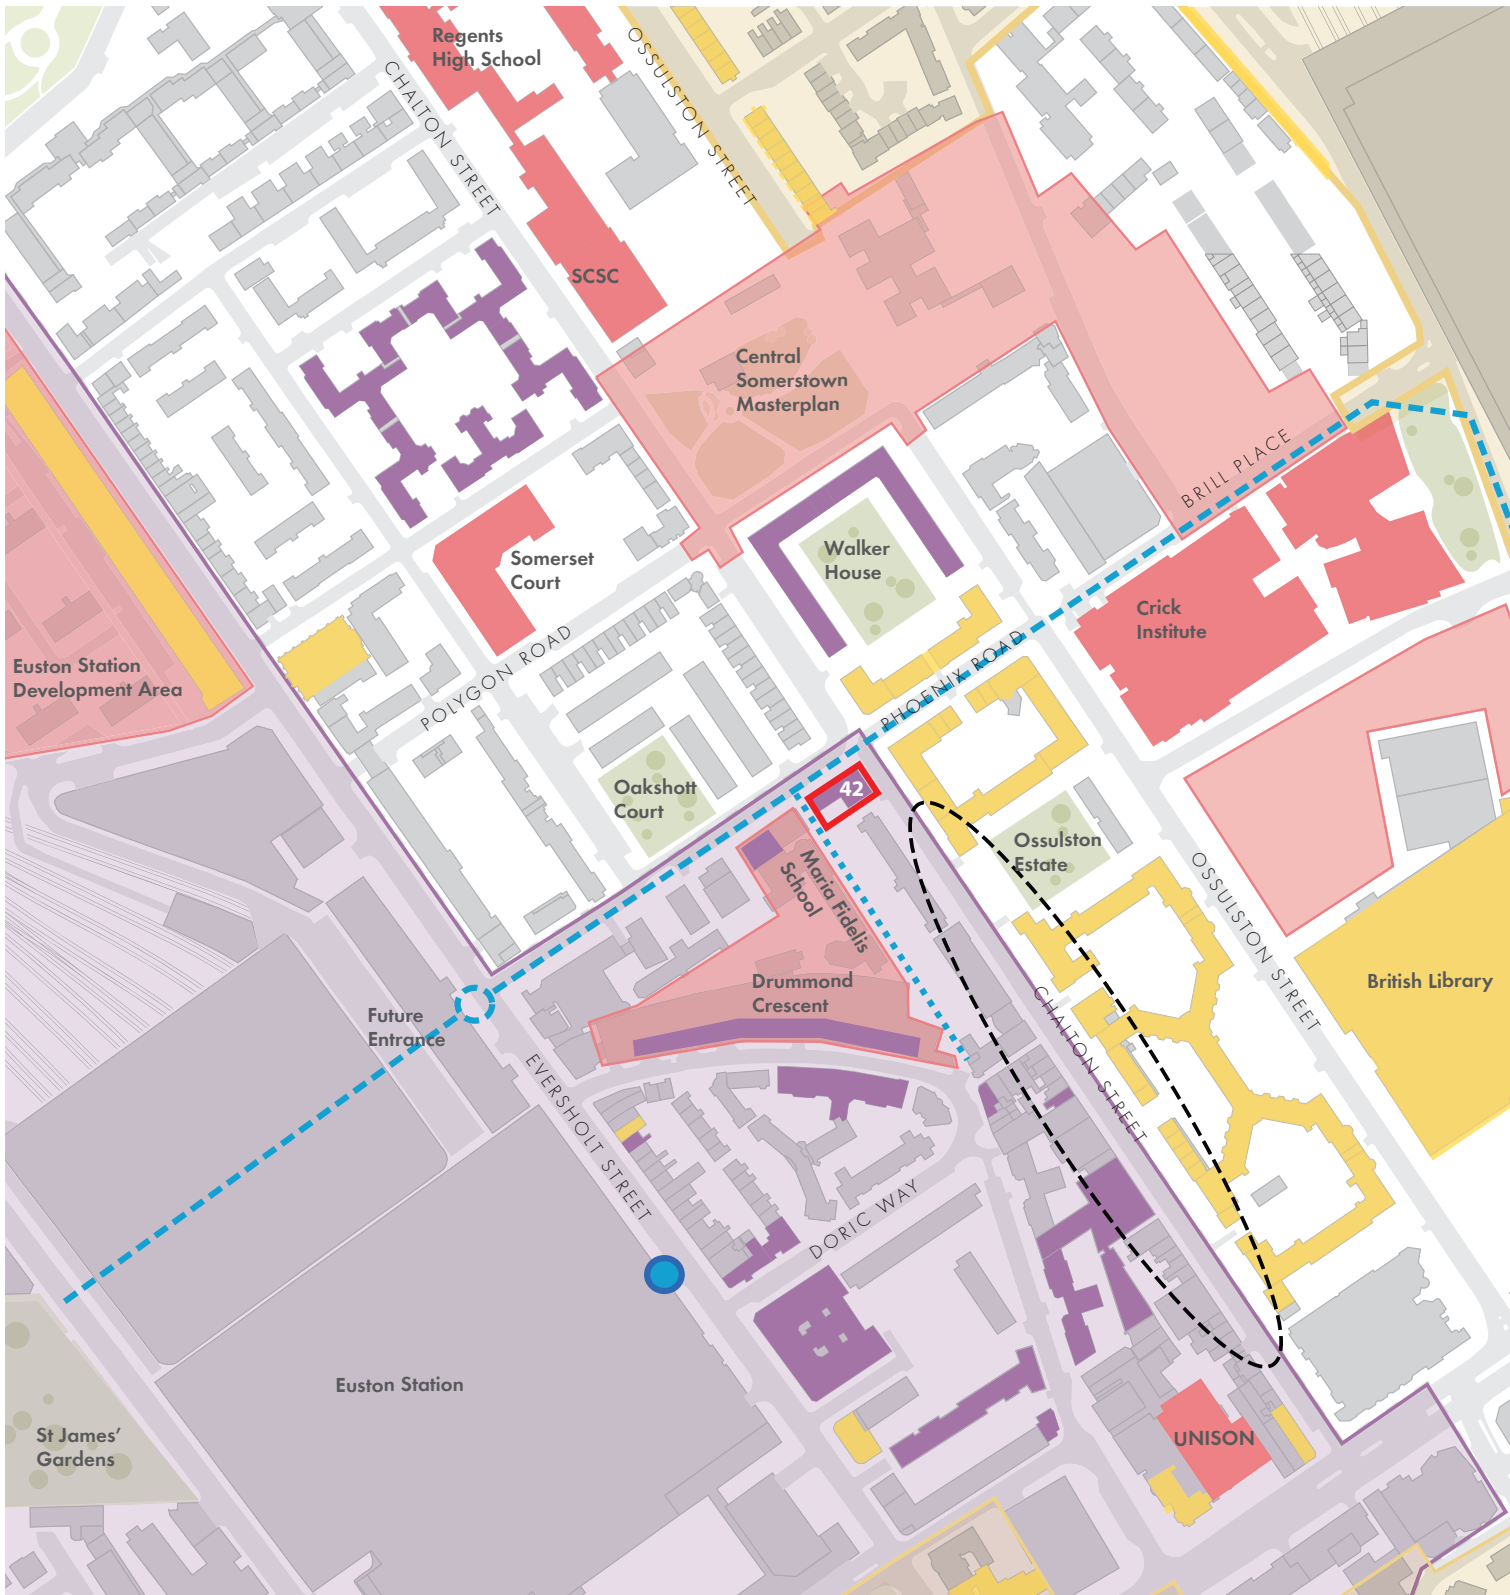 Regents
High School
OSSULSTON STREET
CHALTON STREET
SCSC
Central
Somerstown
Masterplan
BRILL PLACE
Walker
House
Somerset
Court
Crick
Institute
Euston Station
Development Area
POLYGON ROAD
PHOENIX ROAD
Oakshott
Court
42
Ossulston
Estate
Maria Fidelis
School
OSSULSTON STREET
Drummond
Crescent
British Library
Future
Entrance
CHALTON STREET
EVERSHOLT STREET
DORIC WAY
Euston Station
St James’
Gardens
UNISON